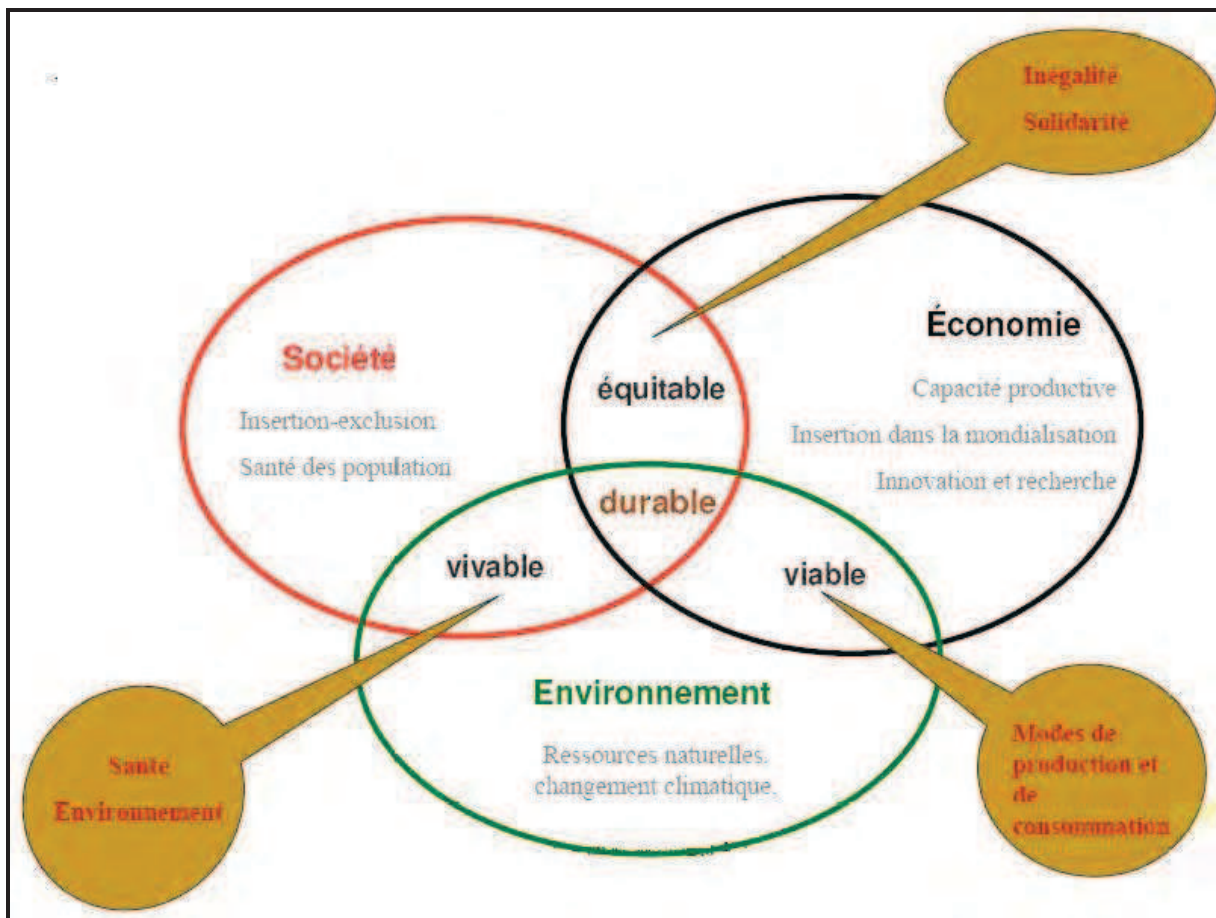 Inégalité
Solidarité
Économie
Société
Capacité productive
équitable
Insertion-exclusion
Insertion dans la mondialisation
Santé des population
Innovation et recherche
durable
vivable
viable
Environnement
Ressources naturelles.
changement climatique.
Modes de
production et
de
consommation
Santé
Environnement